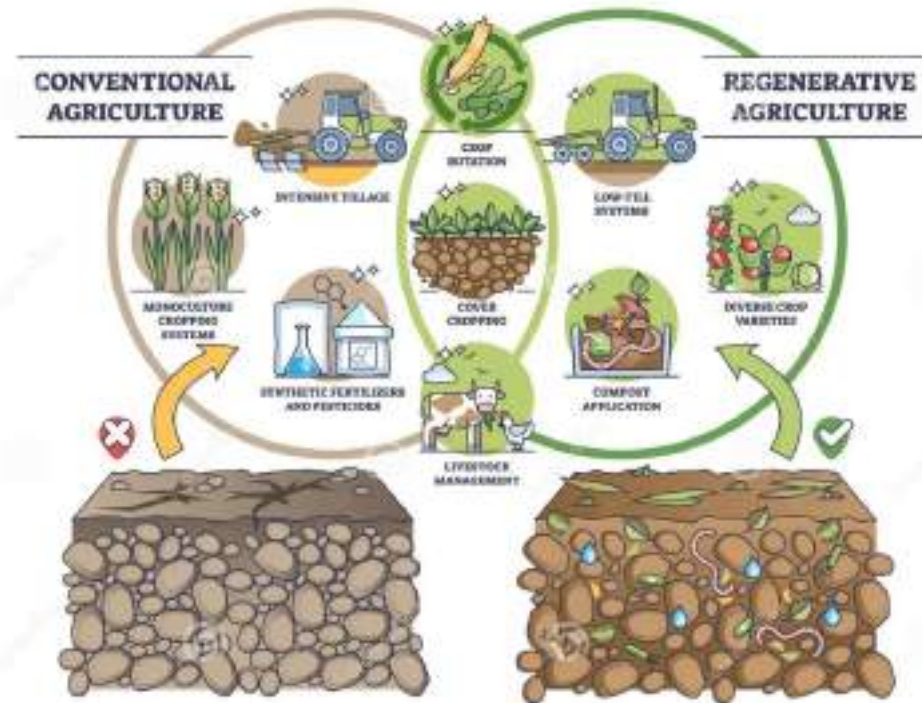 CONVENTIONAL
AGRICULTURE
REGENERATIVE
AGRICULTURE
CROP
ROTATION
INTENSIVE TILLAGE
LOW-TILL
SYSTEMS
MONOCULTURE
CROPPING
SYSTEMS
COVER
CROPPING
DIVERSE CROP
VARIETIES
SYNTHETIC FERTILIZERS
AND PESTICIDES
COMPOST
APPLICATION
LIVESTOCK
MANAGEMENT